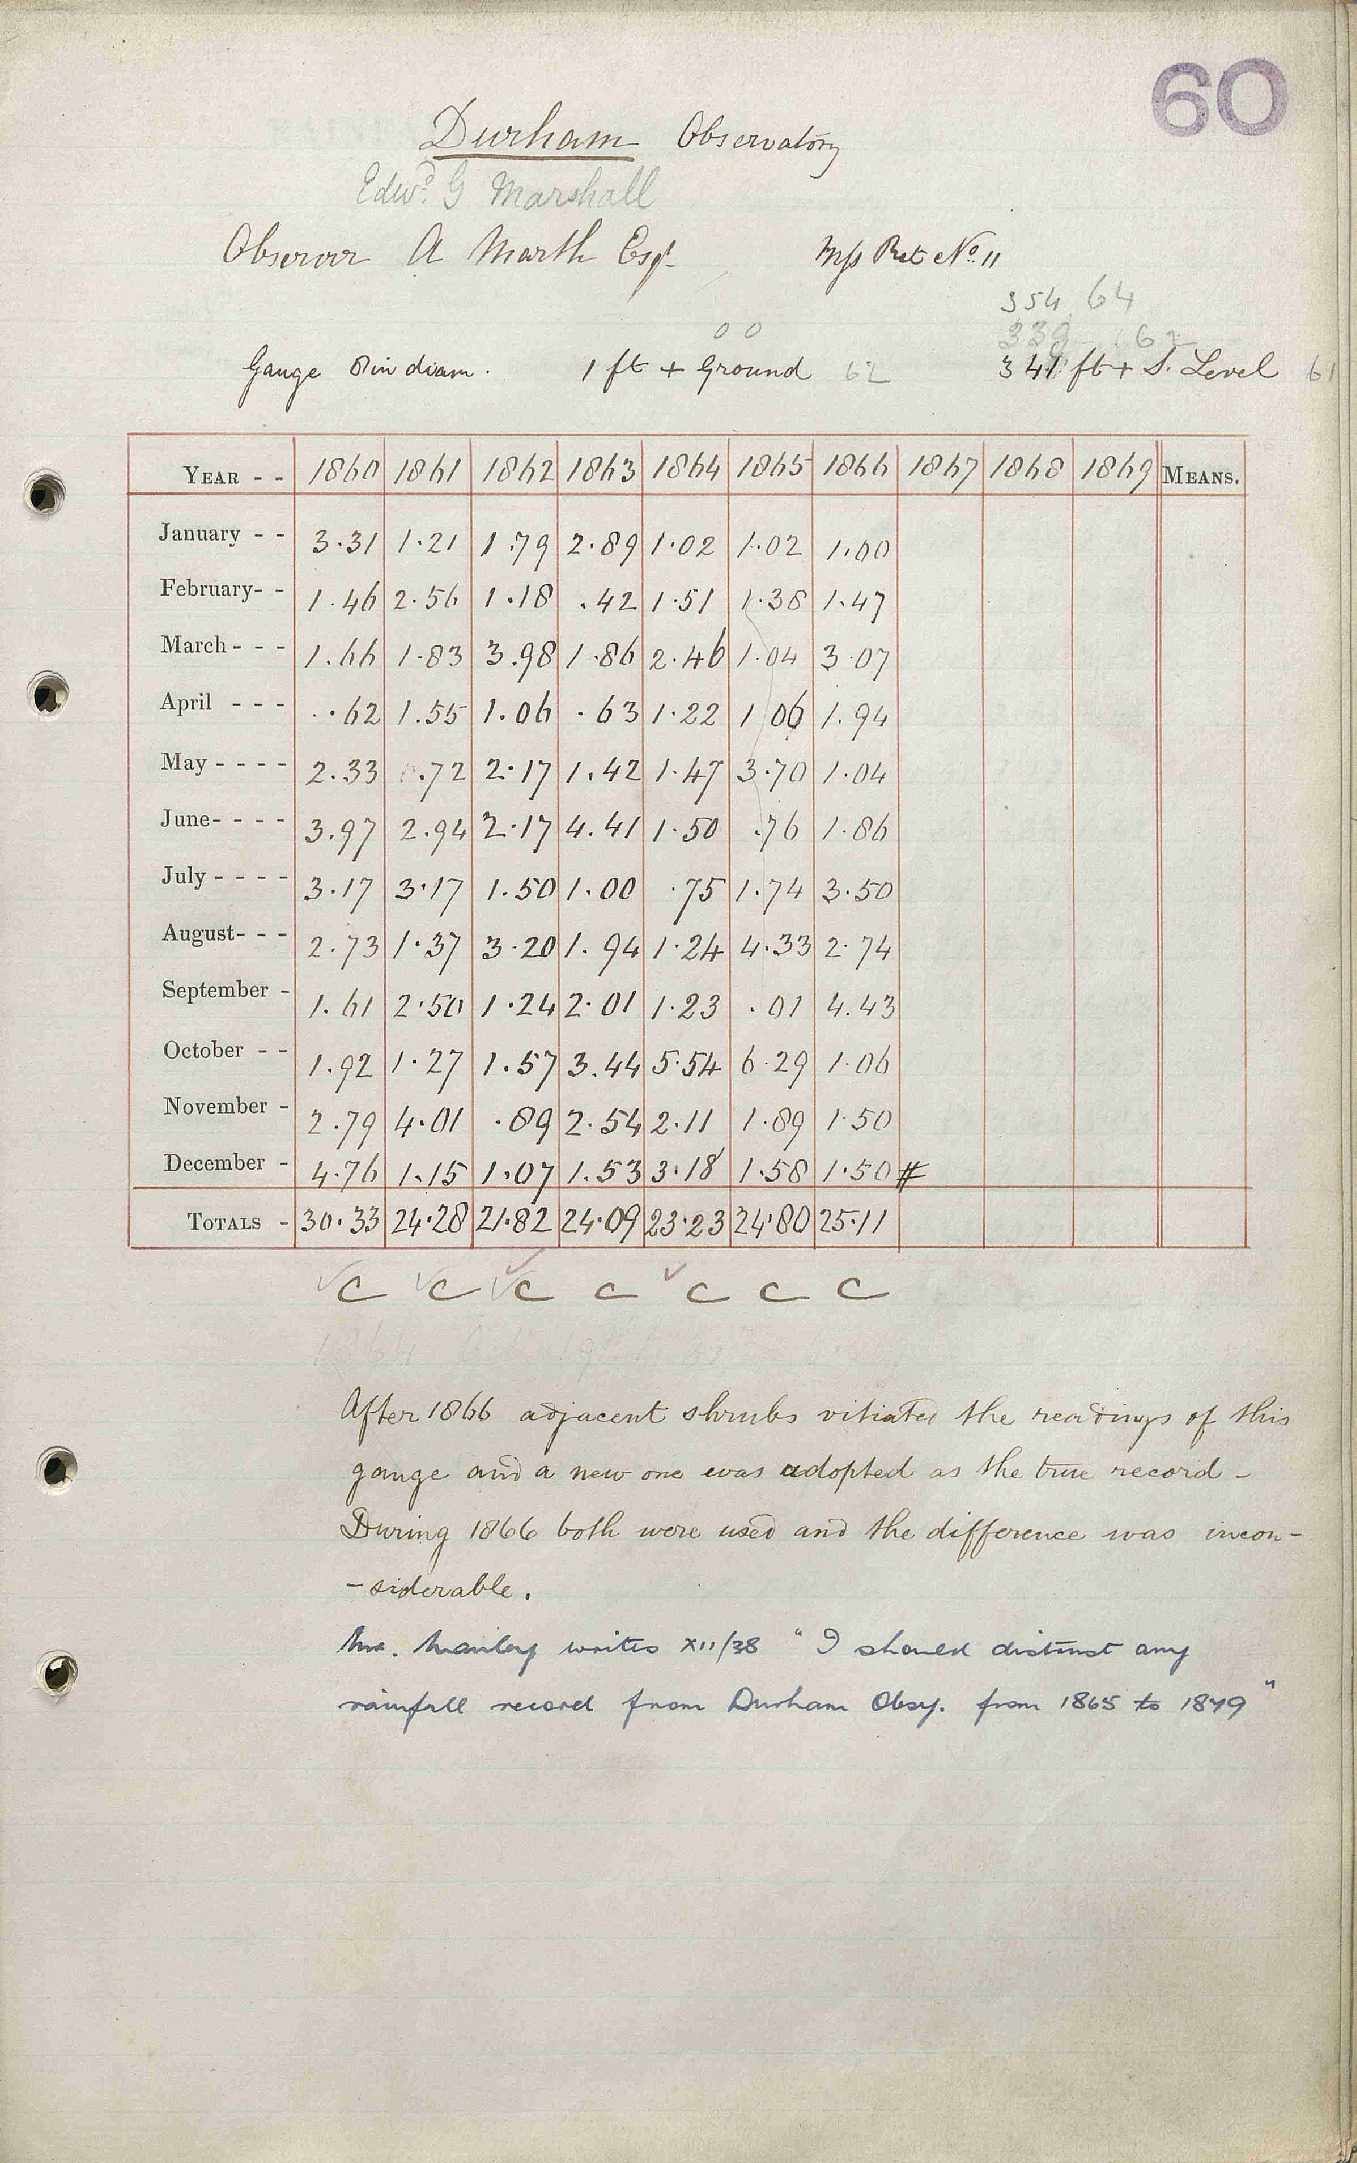 60
Durham Observatory
Edwd. G Marshall
Observer A Marth Esqr. Mss Ret No. 11
354 64
339 62
00
Gauge 8 in diam. 1 ft + Ground 62 341 ft + S. Level 61
YEAR - - 1860 1861 1862 1863 1864 1865 1866 1867 1868 1869 MEANS.
January - - 3.31 1.21 1.79 2.89 1.02 1.02 1.00
February- - 1.46 2.56 1.18 .42 1.51 1.38 1.47
March - - - 1.66 1.83 3.98 1.86 2.46 1.04 3.07
April - - - .62 1.55 1.06 .63 1.22 1.06 1.94
May - - - - 2.33 0.72 2.17 1.42 1.47 3.70 1.04
June- - - - 3.97 2.94 2.17 4.41 1.50 .76 1.86
July - - - - 3.17 3.17 1.50 1.00 .75 1.74 3.50
August- - - 2.73 1.37 3.20 1.94 1.24 4.33 2.74
September - 1.61 2.50 1.24 2.01 1.23 .01 4.43
October - - 1.92 1.27 1.57 3.44 5.54 6.29 1.06
November - 2.79 4.01 .89 2.54 2.11 1.89 1.50
December - 4.76 1.15 1.07 1.53 3.18 1.58 1.50 #
TOTALS - 30.33 24.28 21.82 24.09 23.23 24.80 25.11
C C C C C C C
After 1866 adjacent shrubs vitiated the readings of this
gauge and a new one was adopted as the true record -
During 1866 both were used and the difference was incon-
-siderable.
Mr. Manley writes XII/38 "I should distrust any
rainfall record from Durham Obsy. from 1865 to 1879"